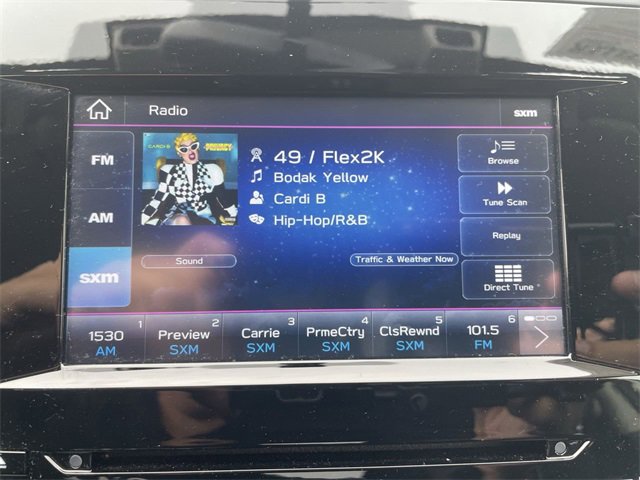 Radio
sxm
FM
AM
sxm
CARDI B
49 / Flex2K
Bodak Yellow
Cardi B
Hip-Hop/R&B
Sound
Traffic & Weather Now
Browse
Tune Scan
Replay
Direct Tune
1
1530
AM
2
Preview
SXM
3
Carrie
SXM
4
PrmeCtry
SXM
5
ClsRewnd
SXM
6
101.5
FM